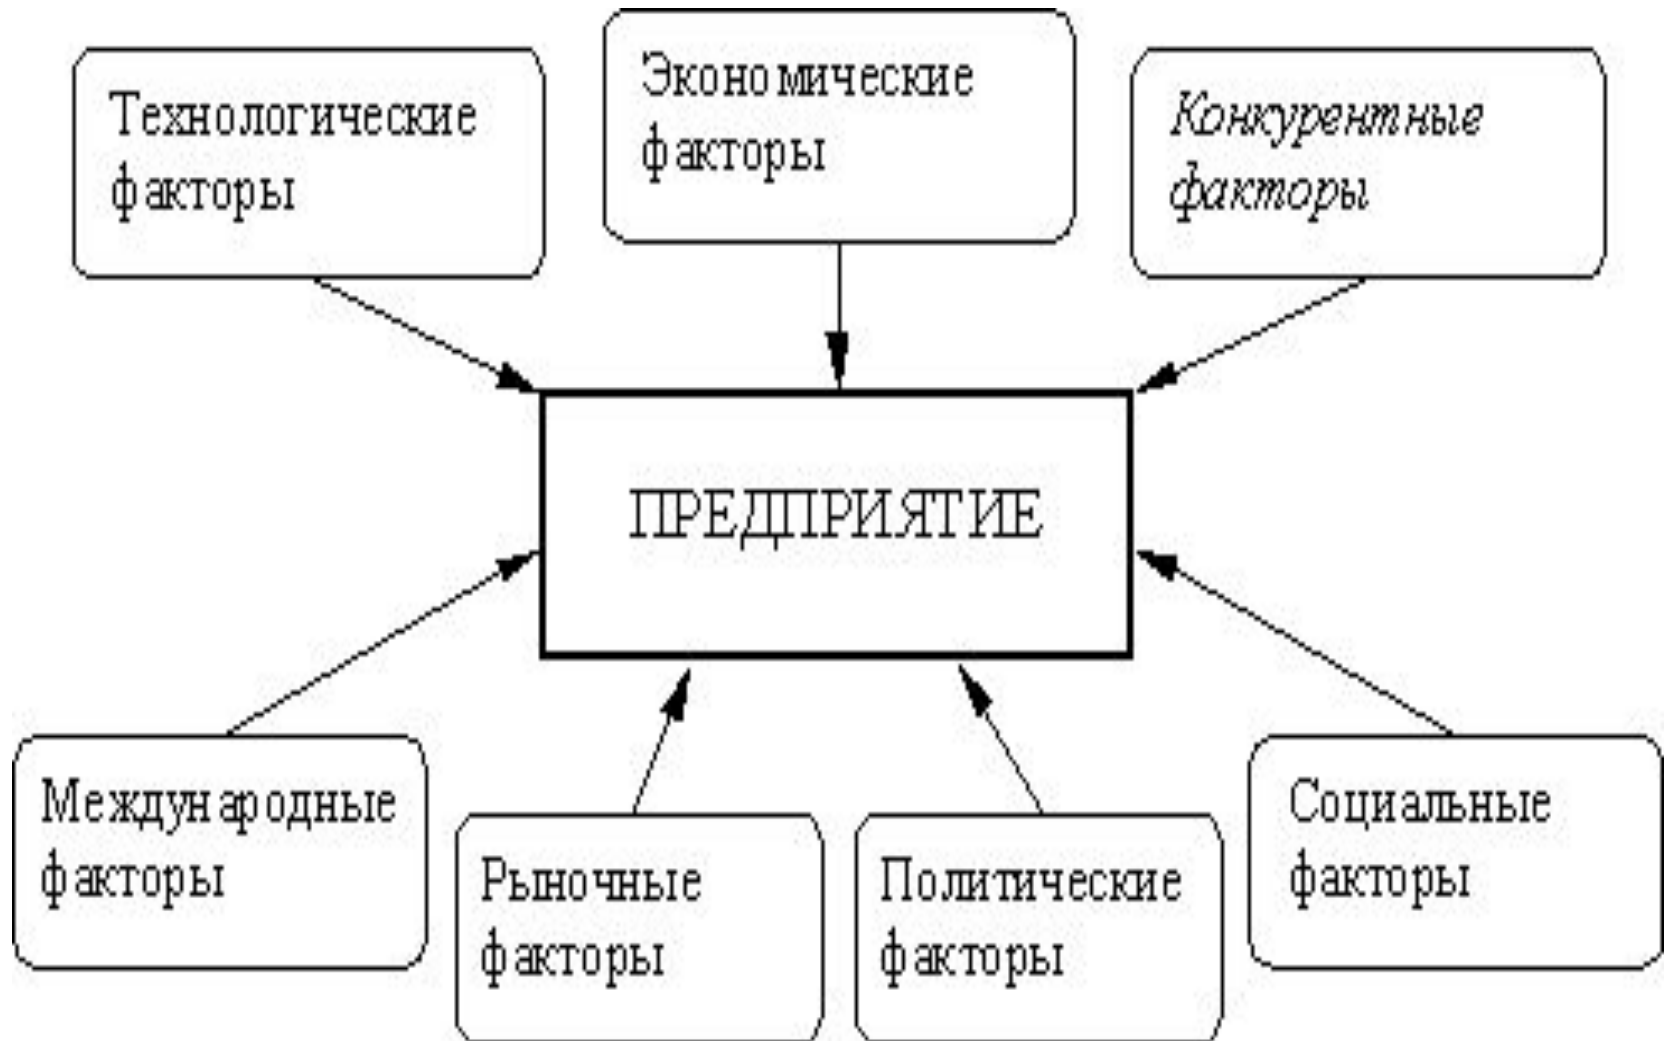 Технологические
факторы
Экономические
факторы
Конкурентные
факторы
ПРЕДПРИЯТИЕ
Международные
факторы
Рыночные
факторы
Политические
факторы
Социальные
факторы